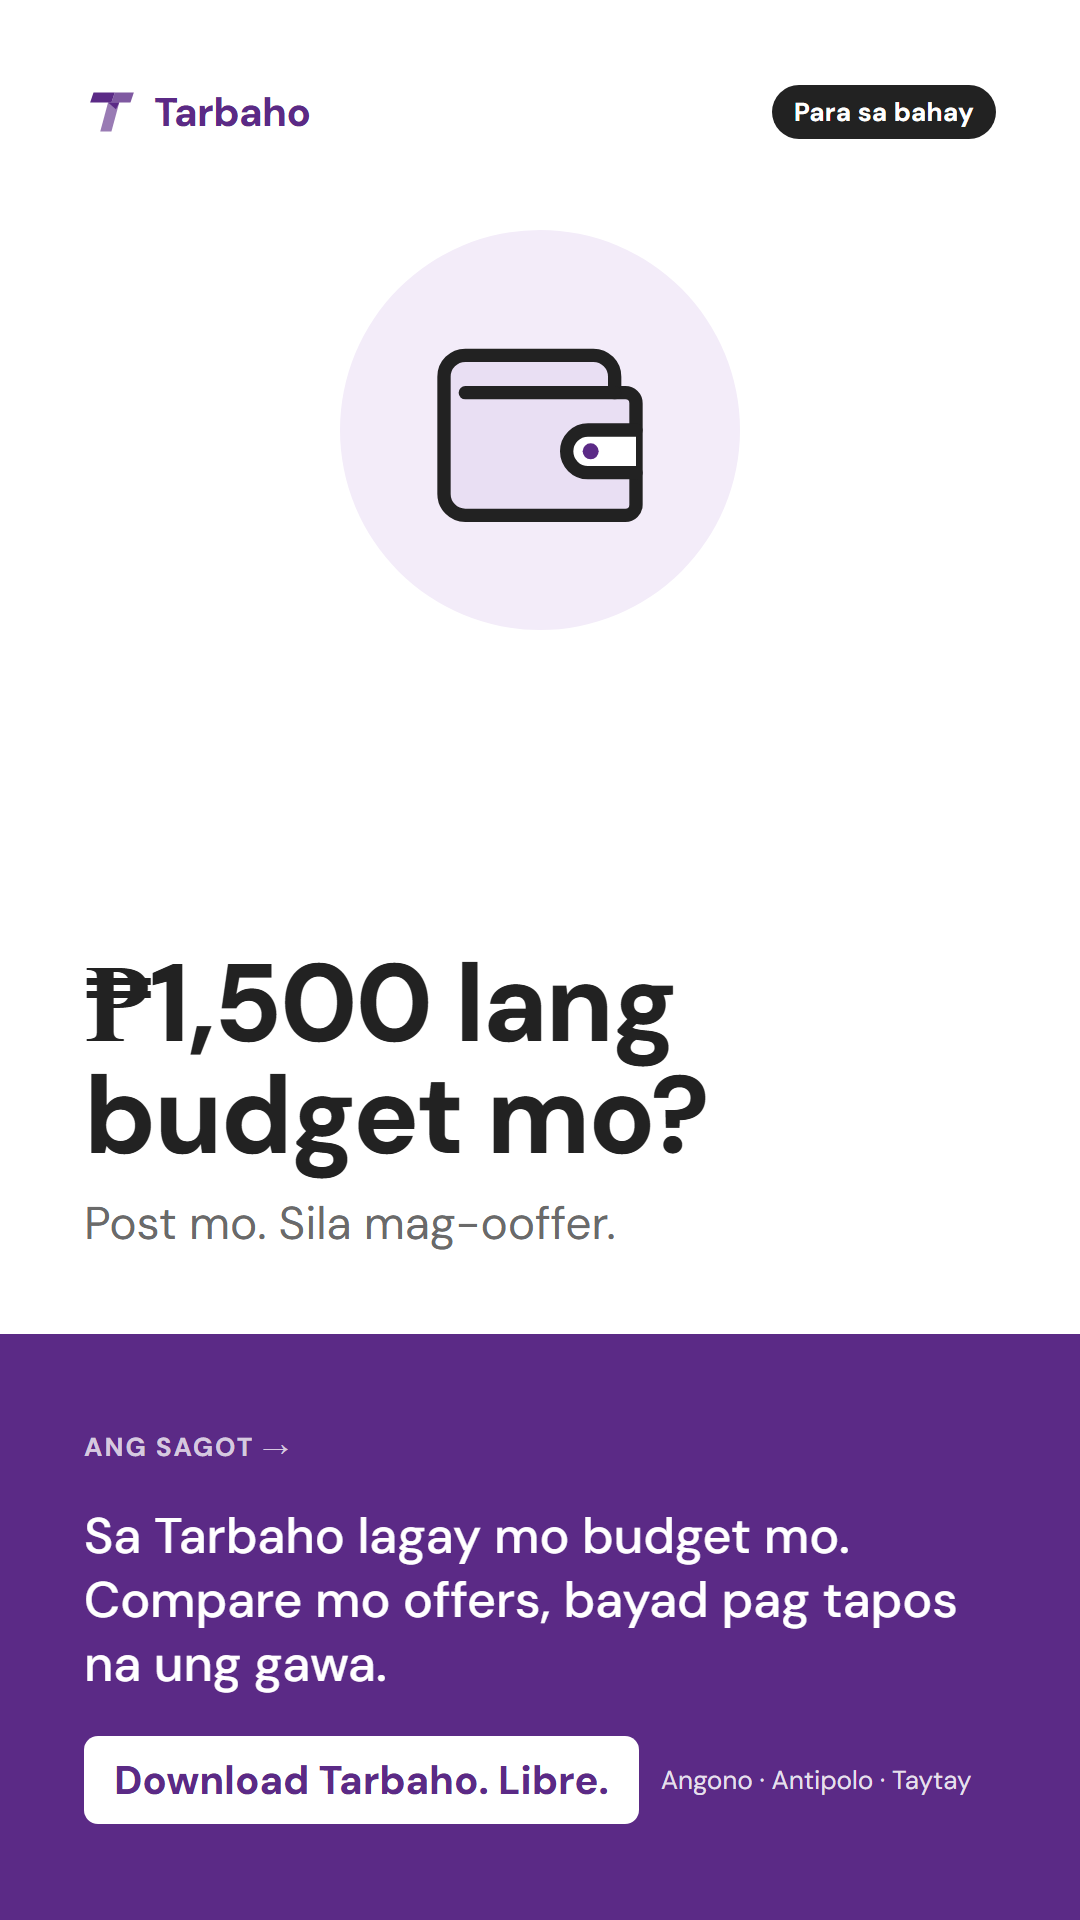 Tarbaho
Para sa bahay
₱1,500 lang
budget mo?
Post mo. Sila mag-ooffer.
ANG SAGOT →
Sa Tarbaho lagay mo budget mo.
Compare mo offers, bayad pag tapos
na ung gawa.
Download Tarbaho. Libre.
Angono · Antipolo · Taytay